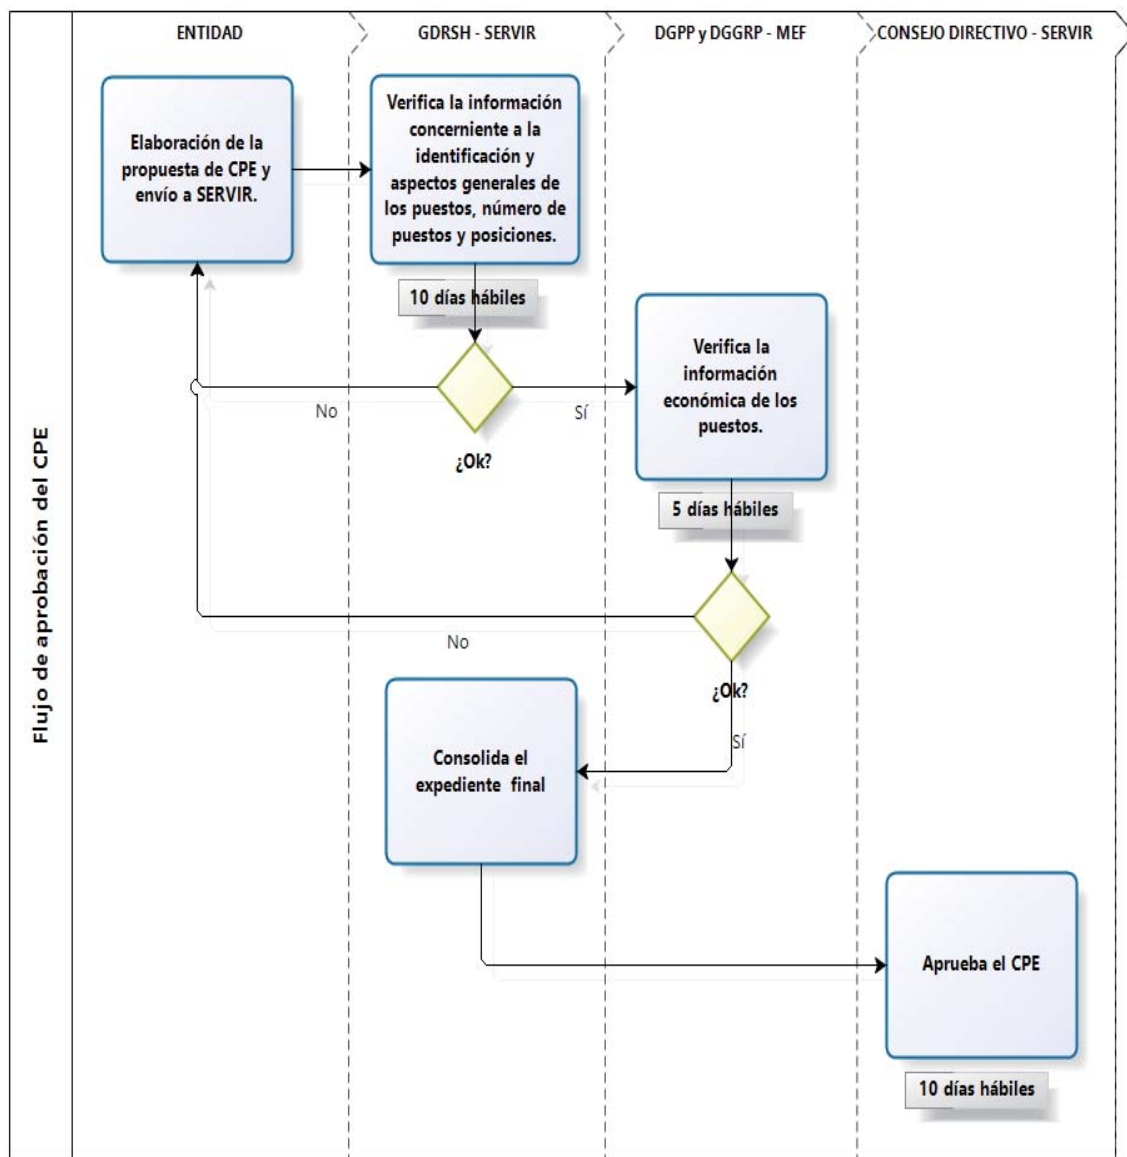 ENTIDAD
GDRSH - SERVIR
DGPP y DGGRP - MEF
CONSEJO DIRECTIVO - SERVIR
Flujo de aprobación del CPE
Elaboración de la
propuesta de CPE y
envío a SERVIR.
Verifica la información
concerniente a la
identificación y
aspectos generales de
los puestos, número de
puestos y posiciones.
10 días hábiles
Verifica la
información
económica de los
puestos.
No
Sí
¿Ok?
5 días hábiles
No
¿Ok?
Sí
Consolida el
expediente final
Aprueba el CPE
10 días hábiles